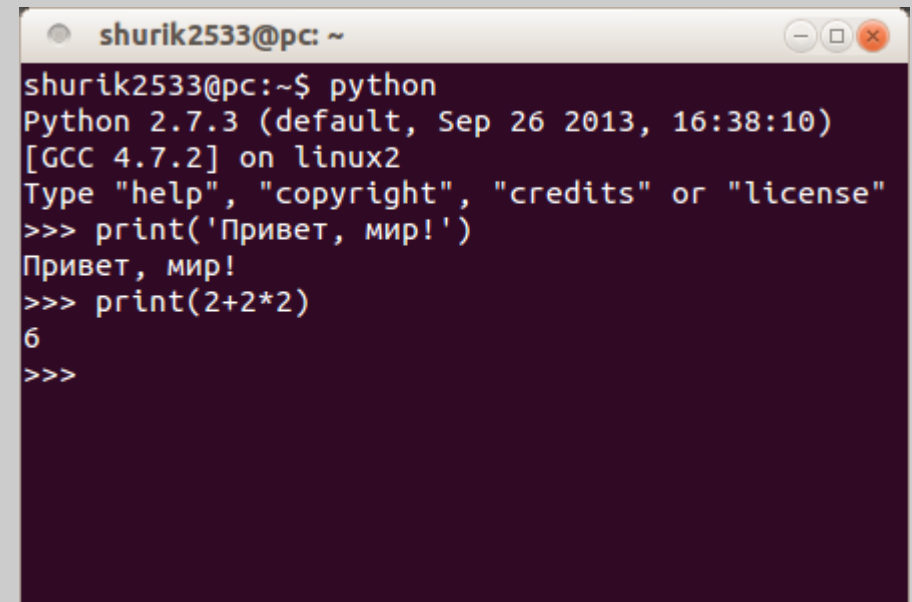 shurik2533@pc: ~
shurik2533@pc:~$ python
Python 2.7.3 (default, Sep 26 2013, 16:38:10)
[GCC 4.7.2] on linux2
Type "help", "copyright", "credits" or "license"
>>> print('Привет, мир!')
Привет, мир!
>>> print(2+2*2)
6
>>>